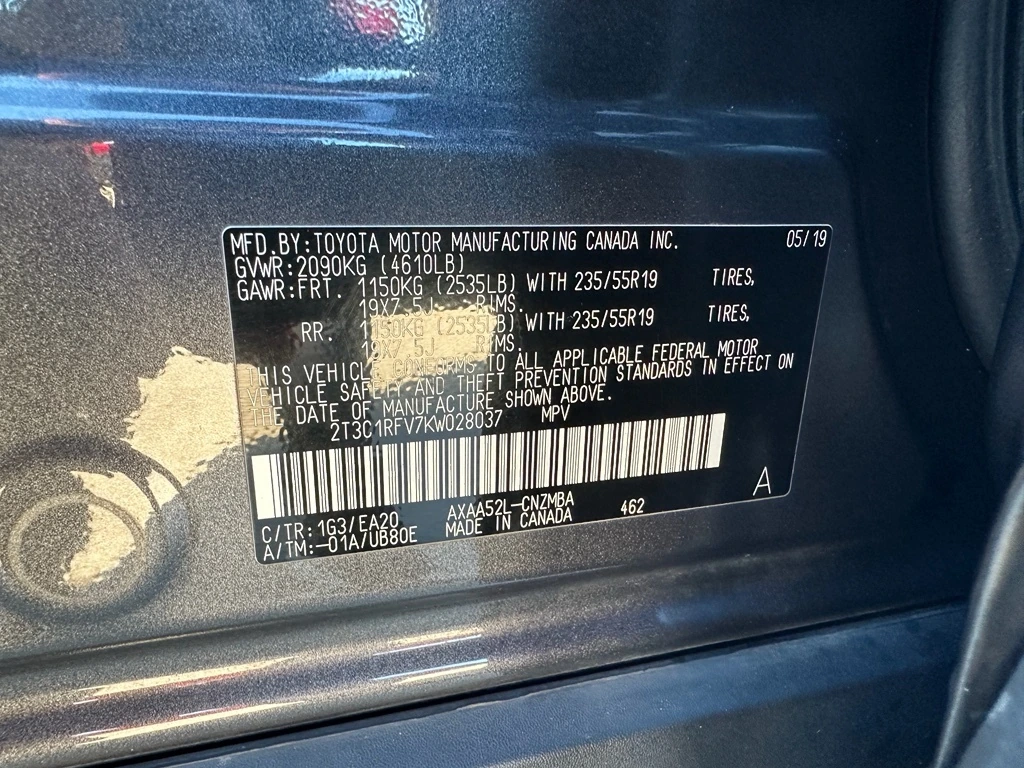 MFD.BY:TOYOTA MOTOR MANUFACTURING CANADA INC. 05/19
GVWR:2090KG (4610LB)
GAWR:FRT. 1150KG (2535LB) WITH 235/55R19 TIRES,
19X7.5J RIMS.
RR. 1150KG (2535LB) WITH 235/55R19 TIRES,
19X7.5J RIMS.
THIS VEHICLE CONFORMS TO ALL APPLICABLE FEDERAL MOTOR
VEHICLE SAFETY AND THEFT PREVENTION STANDARDS IN EFFECT ON
THE DATE OF MANUFACTURE SHOWN ABOVE.
2T3C1RFV7KW028037 MPV
A
C/TR:1G3/EA20 AXAA52L-CNZMBA 462
A/TM:-01A/UB80E MADE IN CANADA